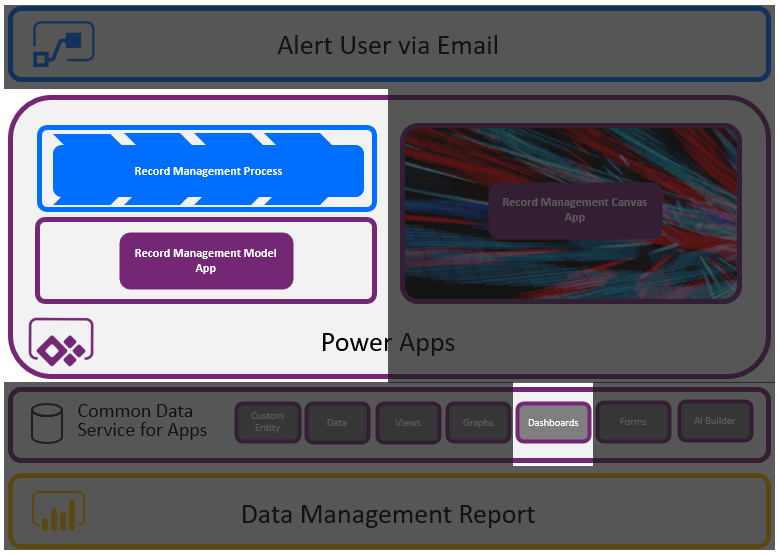 Alert User via Email
Record Management Process
Record Management Canvas
App
Record Management Model
App
Power Apps
Common Data
Service for Apps
Custom
Entity
Data
Views
Graphs
Dashboards
Forms
AI Builder
Data Management Report